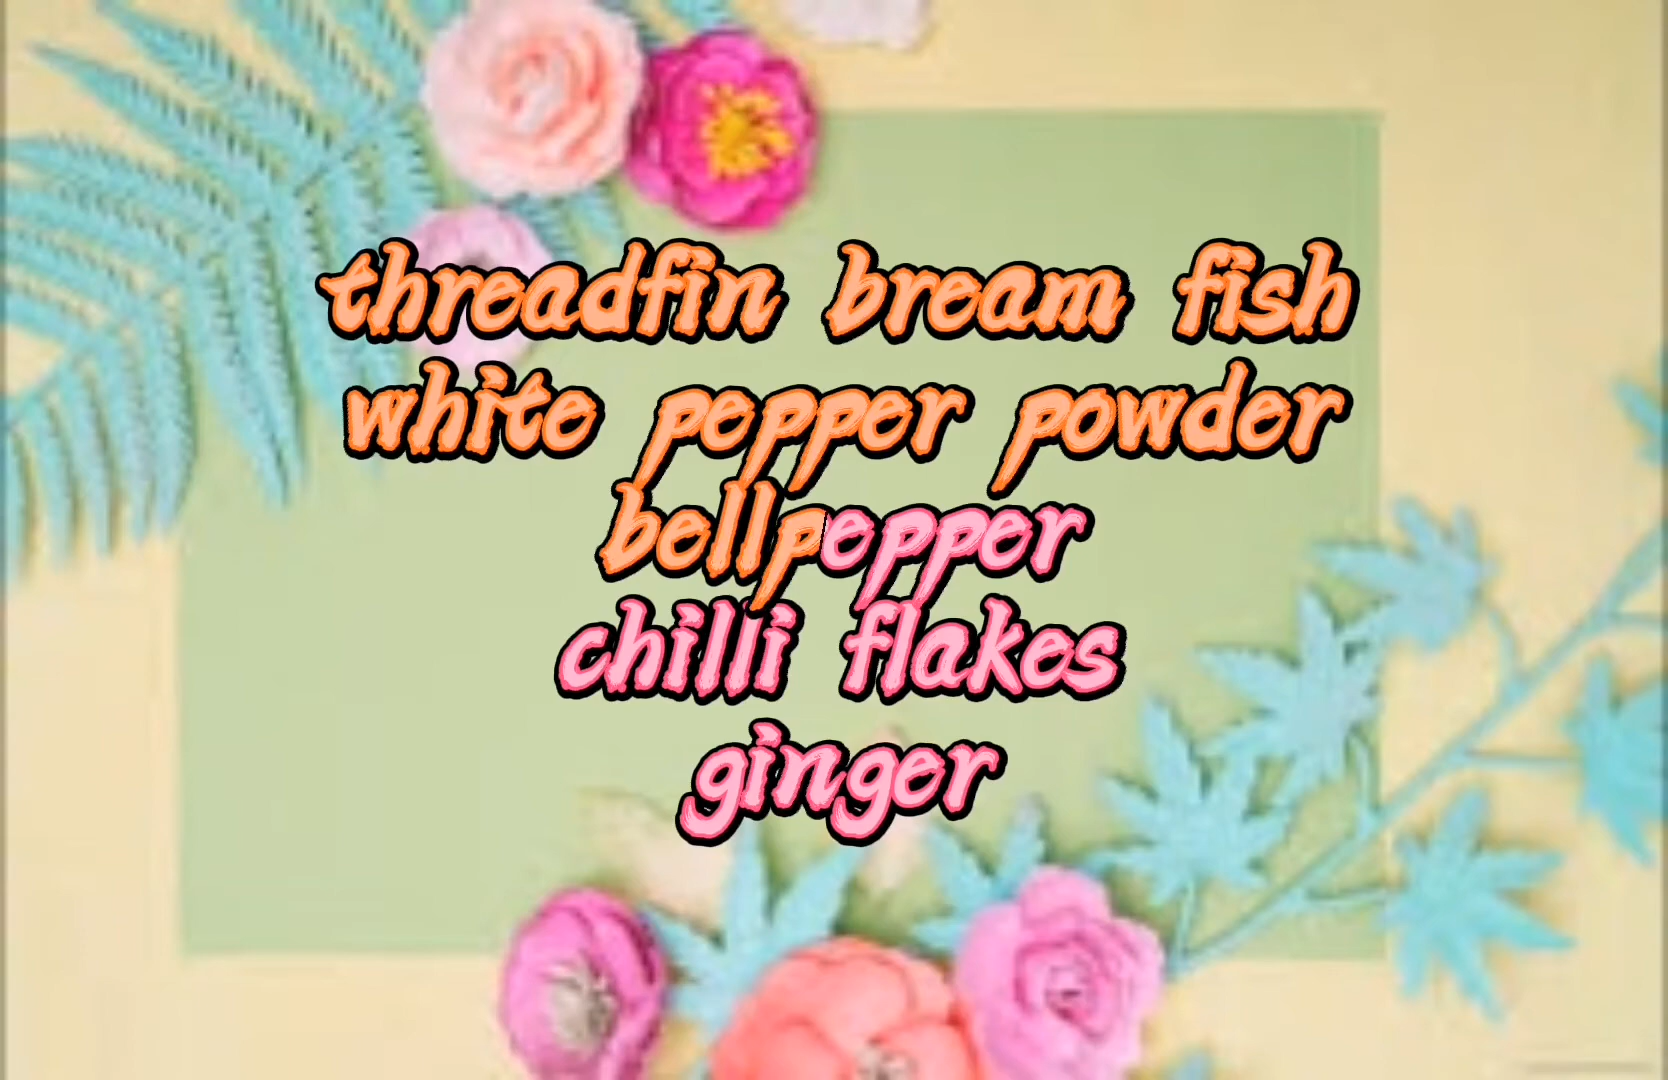 threadfin bream fish
white pepper powder
bellpepper
chilli flakes
ginger